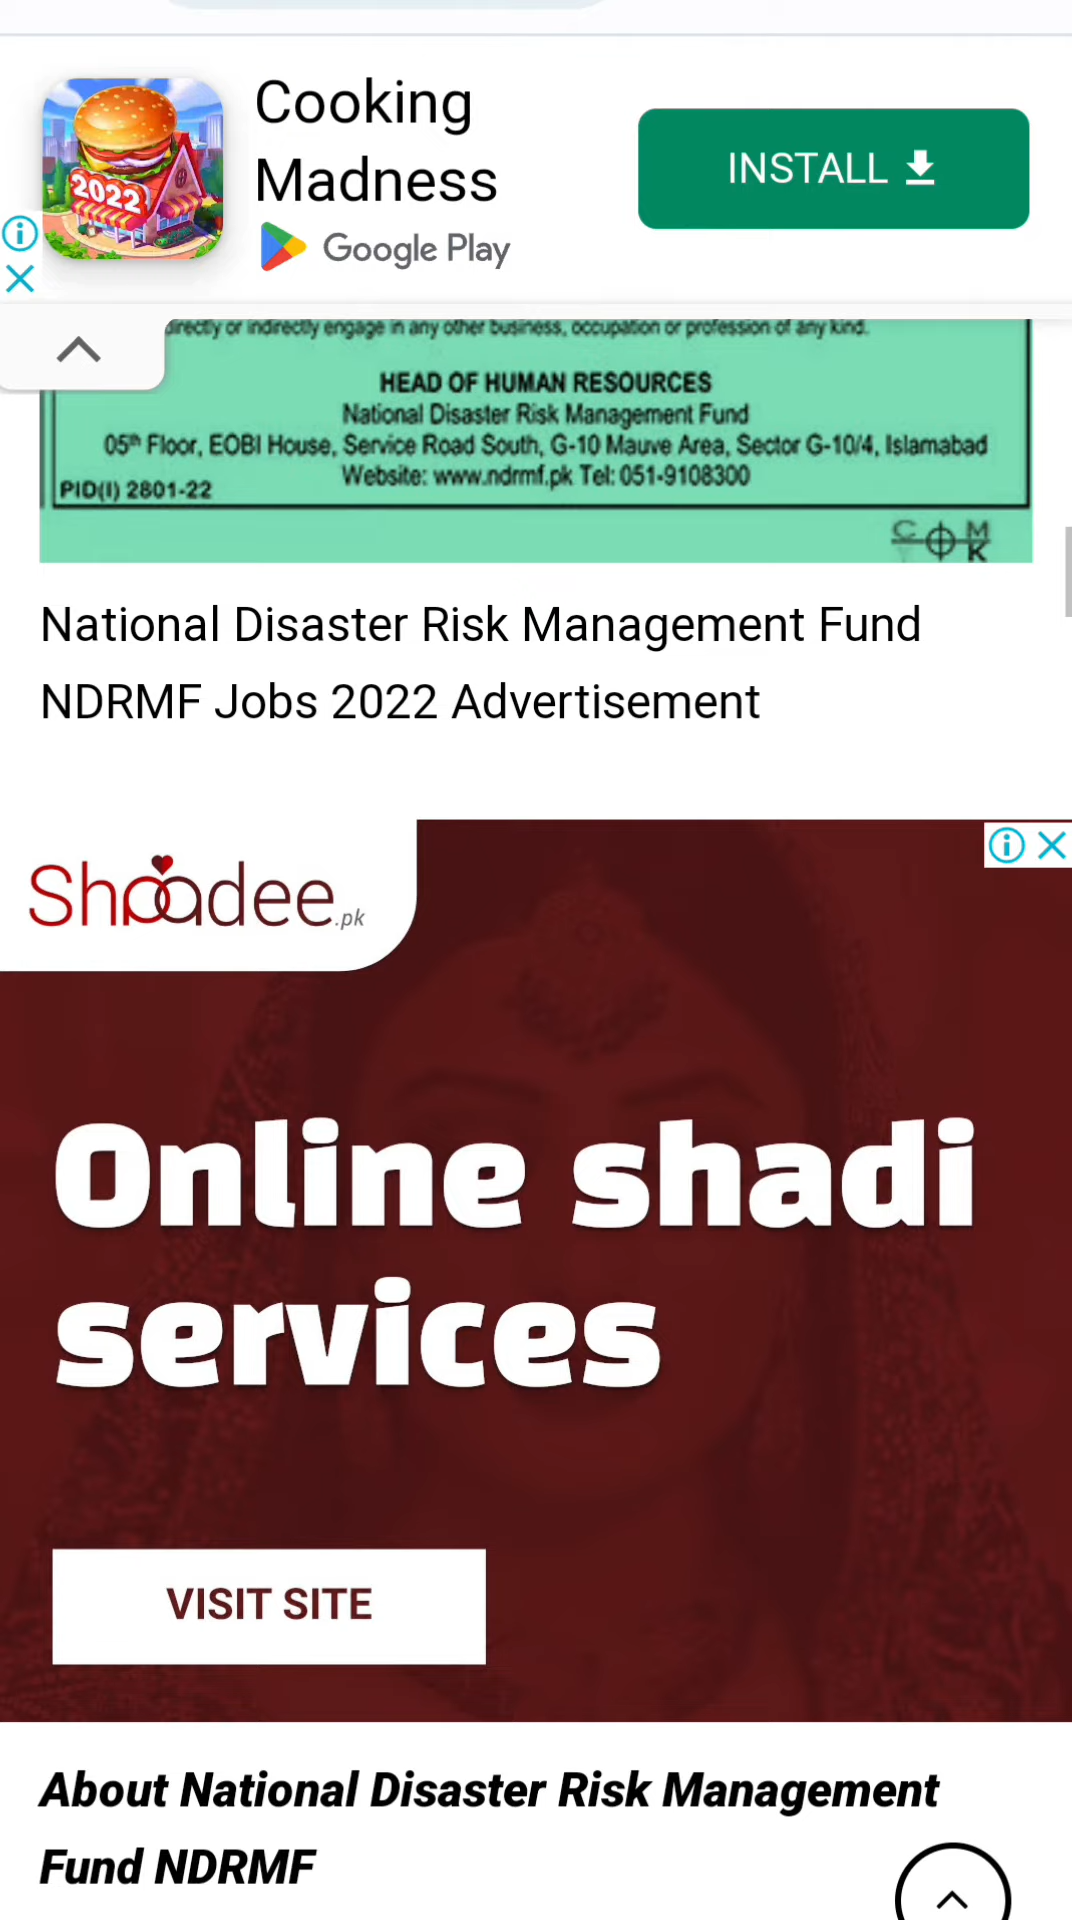 Cooking
Madness
2022
Google Play
INSTALL
directly or indirectly engage in any other business, occupation or profession of any kind.
HEAD OF HUMAN RESOURCES
National Disaster Risk Management Fund
05th Floor, EOBI House, Service Road South, G-10 Mauve Area, Sector G-10/4, Islamabad
Website: www.ndrmf.pk Tel: 051-9108300
PID(I) 2801-22
C M
K
National Disaster Risk Management Fund
NDRMF Jobs 2022 Advertisement
Shaadee.pk
Online shadi
services
VISIT SITE
About National Disaster Risk Management
Fund NDRMF